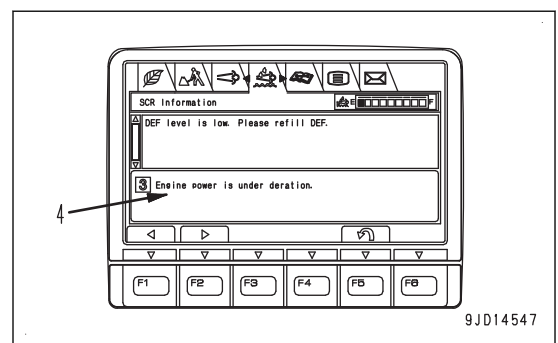 SCR Information
E F
DEF level is low. Please refill DEF.
3 Engine power is under deration.
4
F1 F2 F3 F4 F5 F6
9JD14547